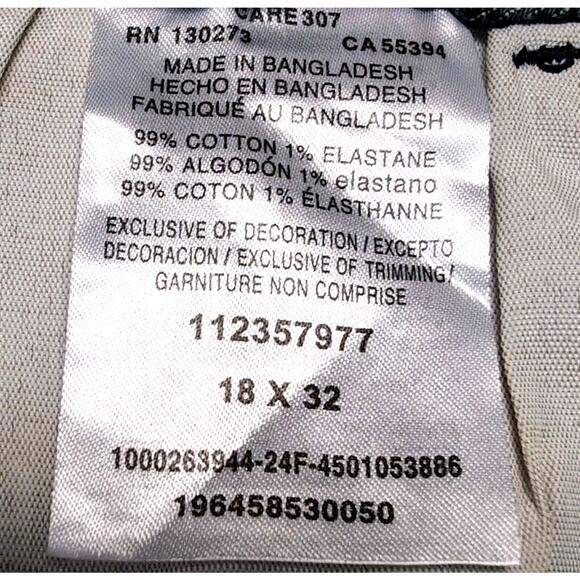 CARE 307
RN 130273 CA 55394
MADE IN BANGLADESH
HECHO EN BANGLADESH
FABRIQUÉ AU BANGLADESH
99% COTTON 1% ELASTANE
99% ALGODÓN 1% elastano
99% COTON 1% ÉLASTHANNE
EXCLUSIVE OF DECORATION / EXCEPTO
DECORACION / EXCLUSIVE OF TRIMMING/
GARNITURE NON COMPRISE
112357977
18 X 32
1000263944-24F-4501053886
196458530050